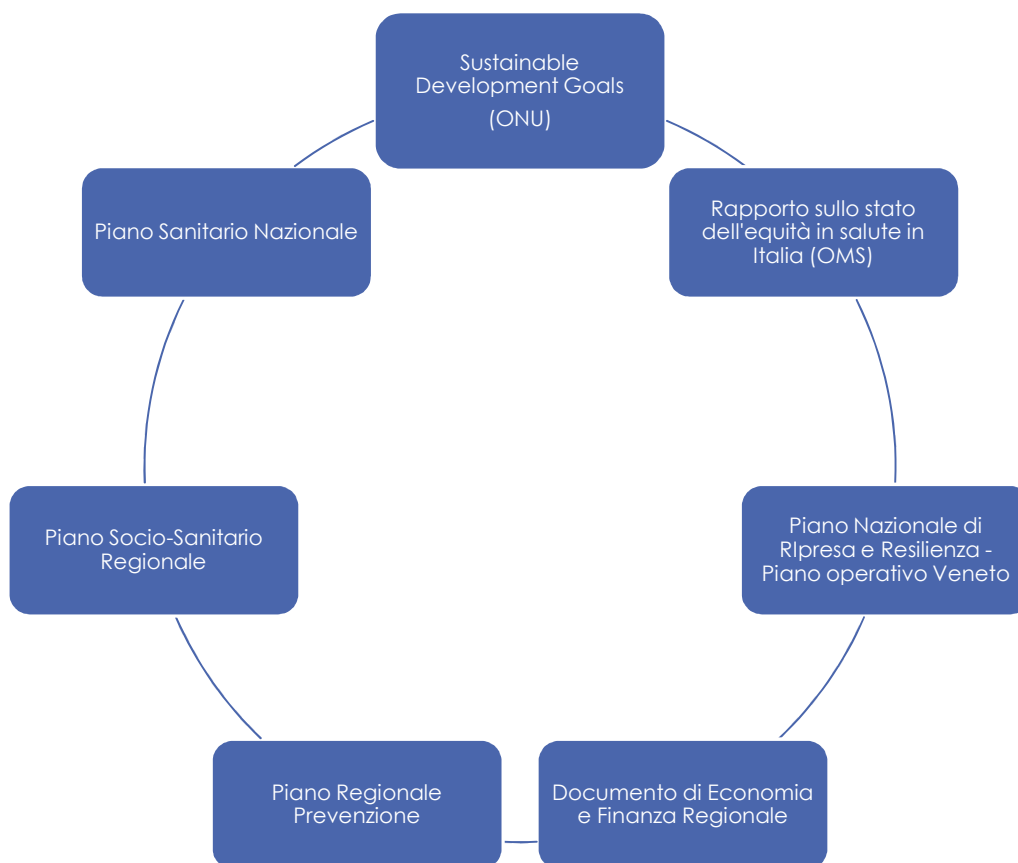 Sustainable
Development Goals
(ONU)
Piano Sanitario Nazionale
Rapporto sullo stato
dell'equità in salute in
Italia (OMS)
Piano Socio-Sanitario
Regionale
Piano Nazionale di
RIpresa e Resilienza -
Piano operativo Veneto
Piano Regionale
Prevenzione
Documento di Economia
e Finanza Regionale